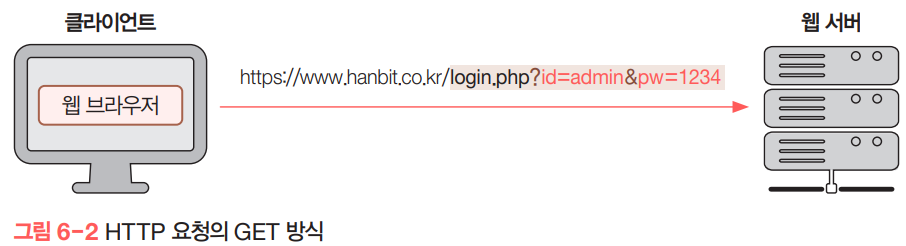 클라이언트
웹 서버
웹 브라우저
https://www.hanbit.co.kr/login.php?id=admin&pw=1234
그림 6-2 HTTP 요청의 GET 방식